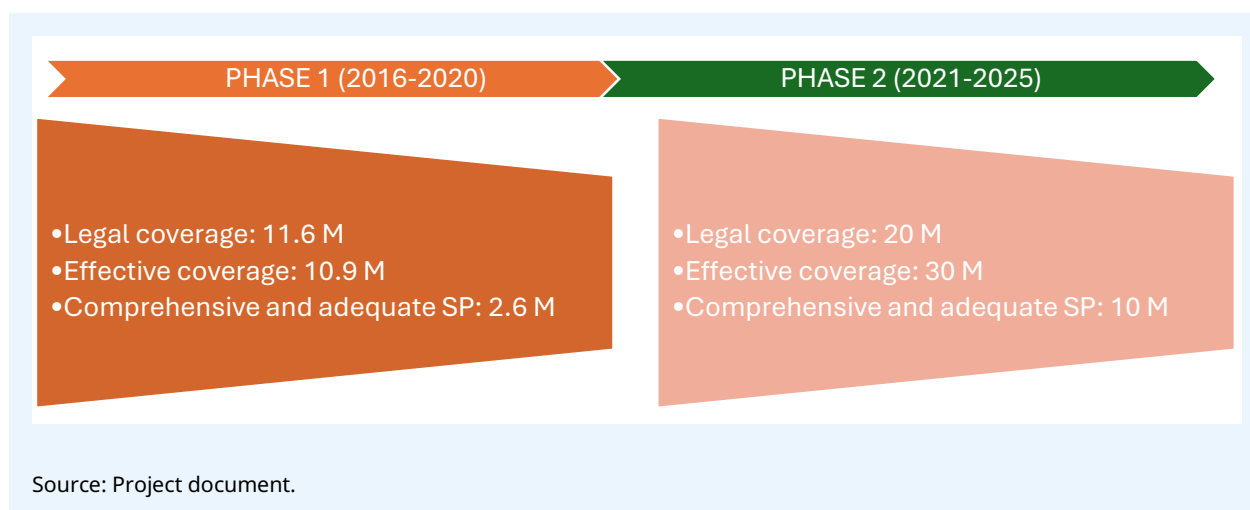 PHASE 1 (2016-2020)
PHASE 2 (2021-2025)
•Legal coverage: 11.6 M
•Effective coverage: 10.9 M
•Comprehensive and adequate SP: 2.6 M
•Legal coverage: 20 M
•Effective coverage: 30 M
•Comprehensive and adequate SP: 10 M
Source: Project document.